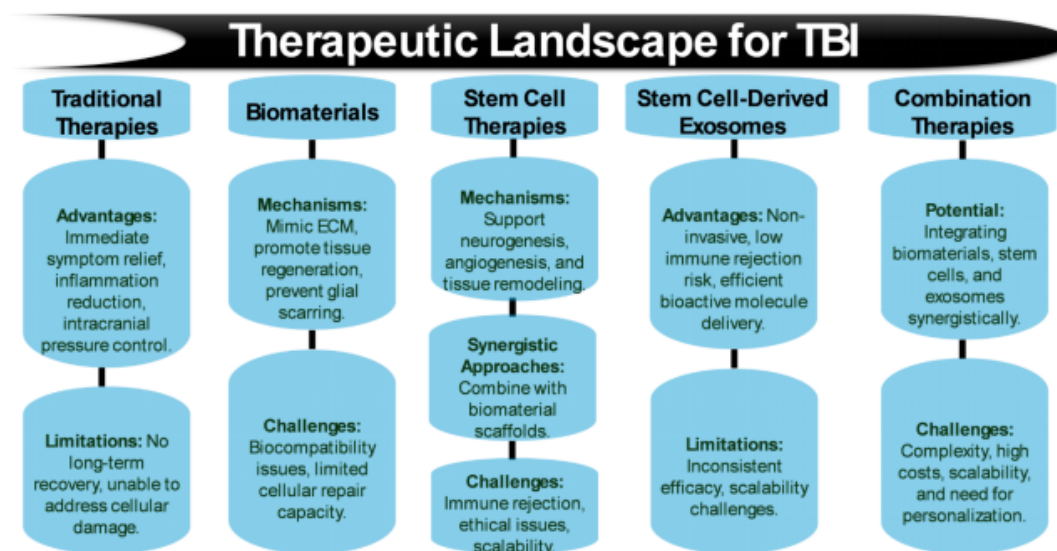 Therapeutic Landscape for TBI
Traditional
Therapies
Advantages:
Immediate
symptom relief,
inflammation
reduction,
intracranial
pressure control.
Limitations: No
long-term
recovery, unable to
address cellular
damage.
Biomaterials
Mechanisms:
Mimic ECM,
promote tissue
regeneration,
prevent glial
scarring.
Challenges:
Biocompatibility
issues, limited
cellular repair
capacity.
Stem Cell
Therapies
Mechanisms:
Support
neurogenesis,
angiogenesis, and
tissue remodeling.
Synergistic
Approaches:
Combine with
biomaterial
scaffolds.
Challenges:
Immune rejection,
ethical issues,
scalability.
Stem Cell-Derived
Exosomes
Advantages: Non-
invasive, low
immune rejection
risk, efficient
bioactive molecule
delivery.
Limitations:
Inconsistent
efficacy, scalability
challenges.
Combination
Therapies
Potential:
Integrating
biomaterials, stem
cells, and
exosomes
synergistically.
Challenges:
Complexity, high
costs, scalability,
and need for
personalization.